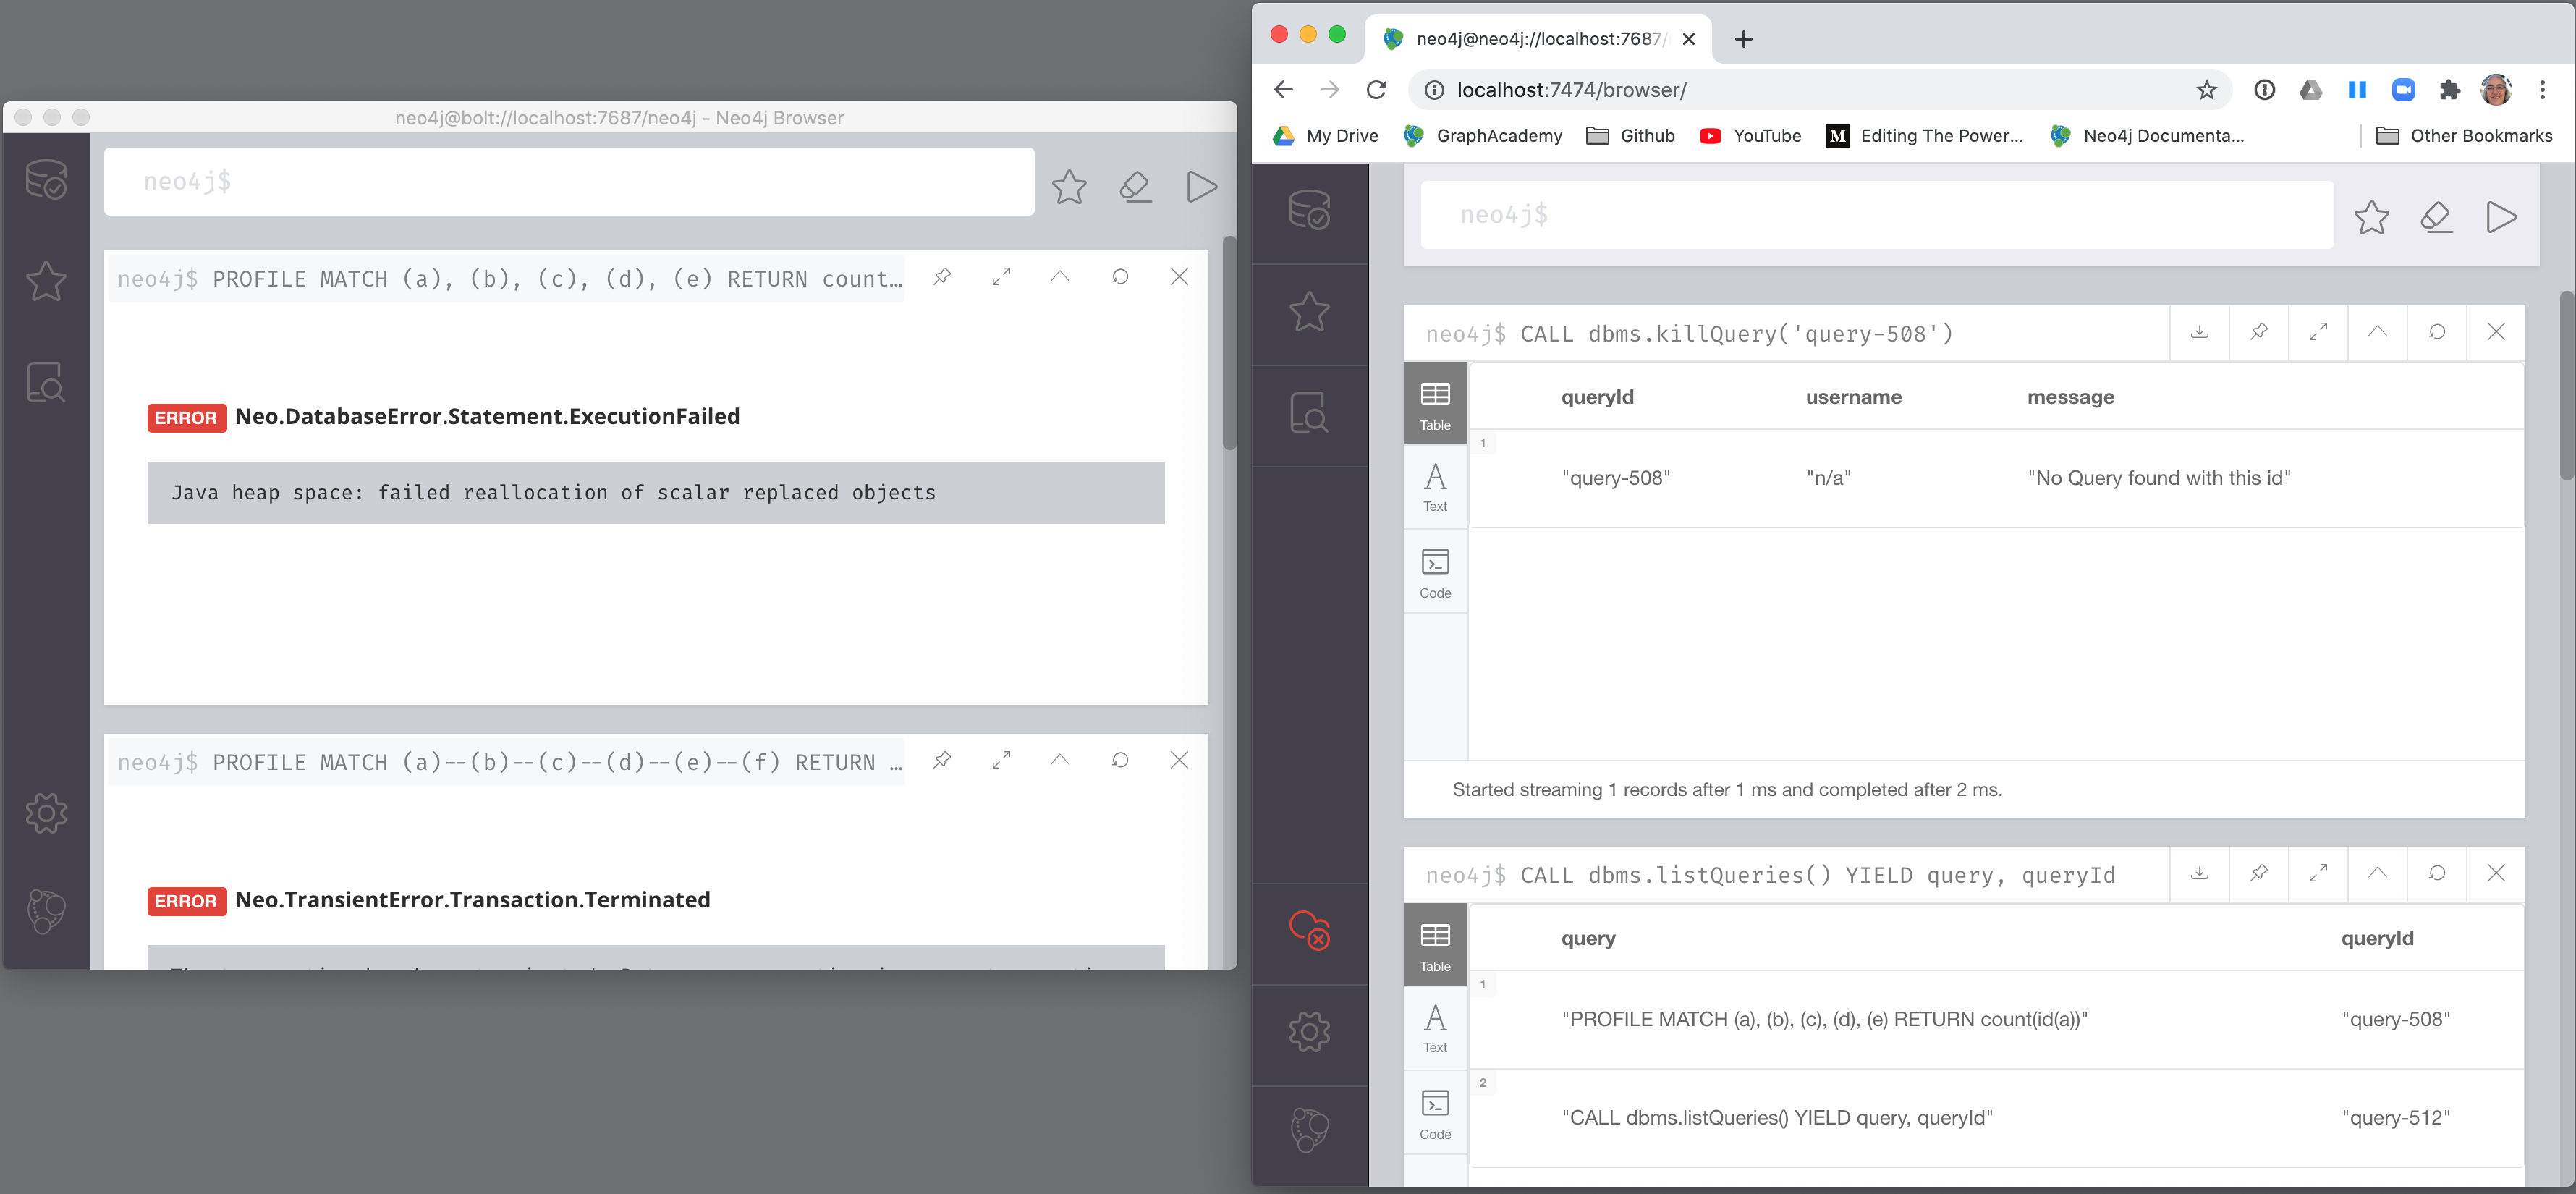 neo4j@bolt://localhost:7687/neo4j - Neo4j Browser
neo4j$
neo4j$ PROFILE MATCH (a), (b), (c), (d), (e) RETURN count…
ERROR Neo.DatabaseError.Statement.ExecutionFailed
Java heap space: failed reallocation of scalar replaced objects
neo4j$ PROFILE MATCH (a)--(b)--(c)--(d)--(e)--(f) RETURN …
ERROR Neo.TransientError.Transaction.Terminated
neo4j@neo4j://localhost:7687/
localhost:7474/browser/
My Drive
GraphAcademy
Github
YouTube
M Editing The Power...
Neo4j Documenta...
Other Bookmarks
neo4j$
neo4j$ CALL dbms.killQuery('query-508')
Table
Text
Code
queryId username message
1
"query-508" "n/a" "No Query found with this id"
Started streaming 1 records after 1 ms and completed after 2 ms.
neo4j$ CALL dbms.listQueries() YIELD query, queryId
Table
Text
Code
query queryId
1
"PROFILE MATCH (a), (b), (c), (d), (e) RETURN count(id(a))" "query-508"
2
"CALL dbms.listQueries() YIELD query, queryId" "query-512"